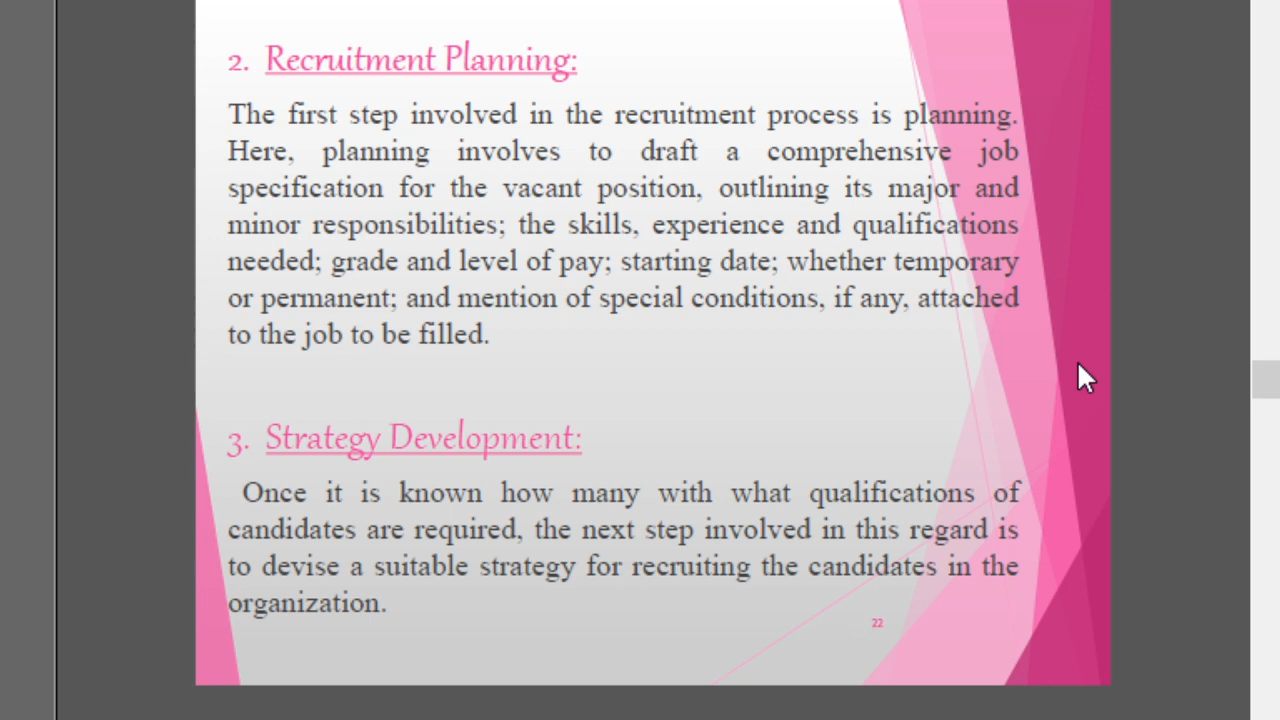 2. Recruitment Planning:
The first step involved in the recruitment process is planning.
Here, planning involves to draft a comprehensive job
specification for the vacant position, outlining its major and
minor responsibilities; the skills, experience and qualifications
needed; grade and level of pay; starting date; whether temporary
or permanent; and mention of special conditions, if any, attached
to the job to be filled.
3. Strategy Development:
Once it is known how many with what qualifications of
candidates are required, the next step involved in this regard is
to devise a suitable strategy for recruiting the candidates in the
organization.
22